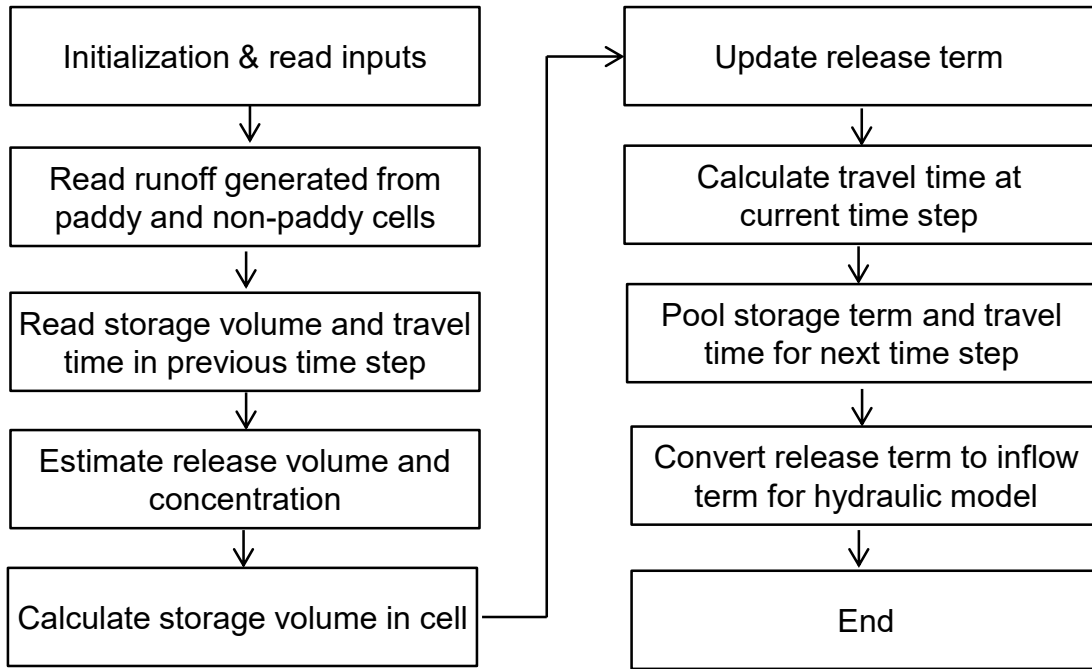 Initialization & read inputs
Read runoff generated from
paddy and non-paddy cells
Read storage volume and travel
time in previous time step
Estimate release volume and
concentration
Calculate storage volume in cell
Update release term
Calculate travel time at
current time step
Pool storage term and travel
time for next time step
Convert release term to inflow
term for hydraulic model
End